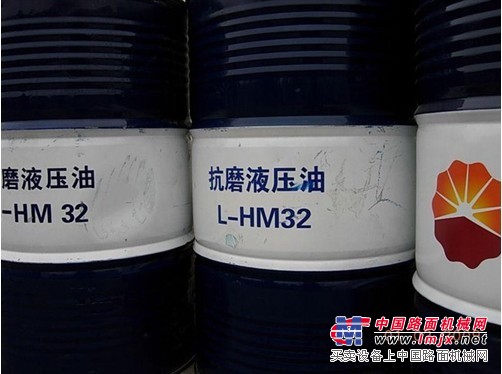 磨液压油
-HM 32
抗磨液压油
L-HM32
中国路面机械网
www.lmjx.net
买卖设备上中国路面机械网